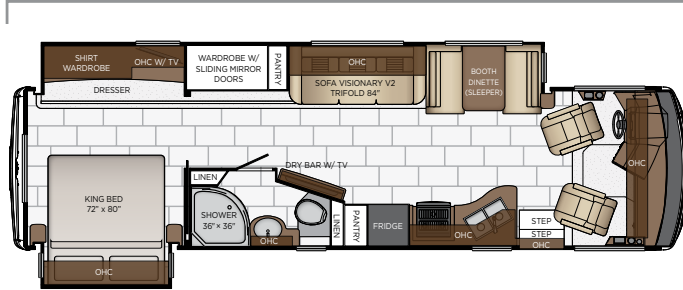 SHIRT
WARDROBE
OHC W/ TV
DRESSER
WARDROBE W/
SLIDING MIRROR
DOORS
PANTRY
OHC
SOFA VISIONARY V2
TRIFOLD 84"
BOOTH
DINETTE
(SLEEPER)
OHC
DRY BAR W/ TV
LINEN
KING BED
72" x 80"
OHC
SHOWER
36" × 36"
OHC
LINEN
PANTRY
FRIDGE
OHC
STEP
STEP
OHC